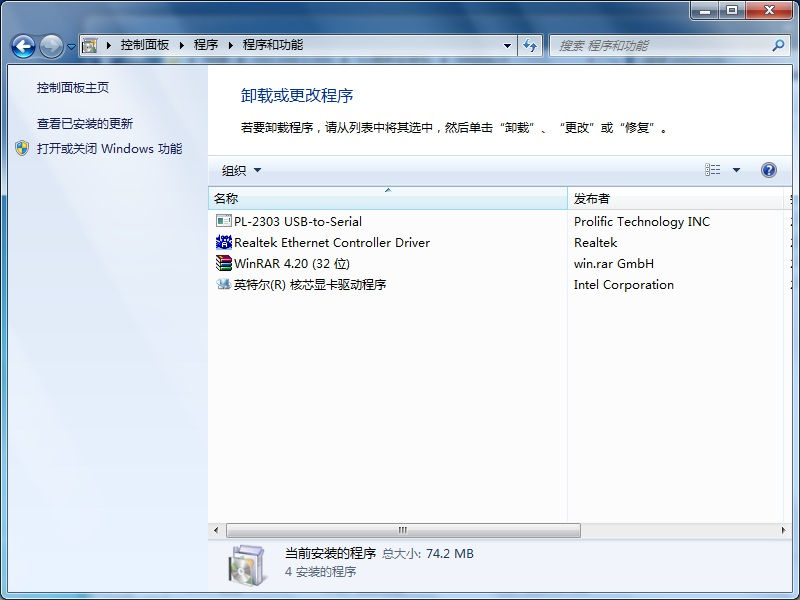 控制面板 程序 程序和功能
搜索 程序和功能
控制面板主页
查看已安装的更新
打开或关闭 Windows 功能
卸载或更改程序
若要卸载程序，请从列表中将其选中，然后单击“卸载”、“更改”或“修复”。
组织
名称 发布者
PL-2303 USB-to-Serial Prolific Technology INC
Realtek Ethernet Controller Driver Realtek
WinRAR 4.20 (32 位) win.rar GmbH
英特尔(R) 核芯显卡驱动程序 Intel Corporation
当前安装的程序 总大小: 74.2 MB
4 安装的程序